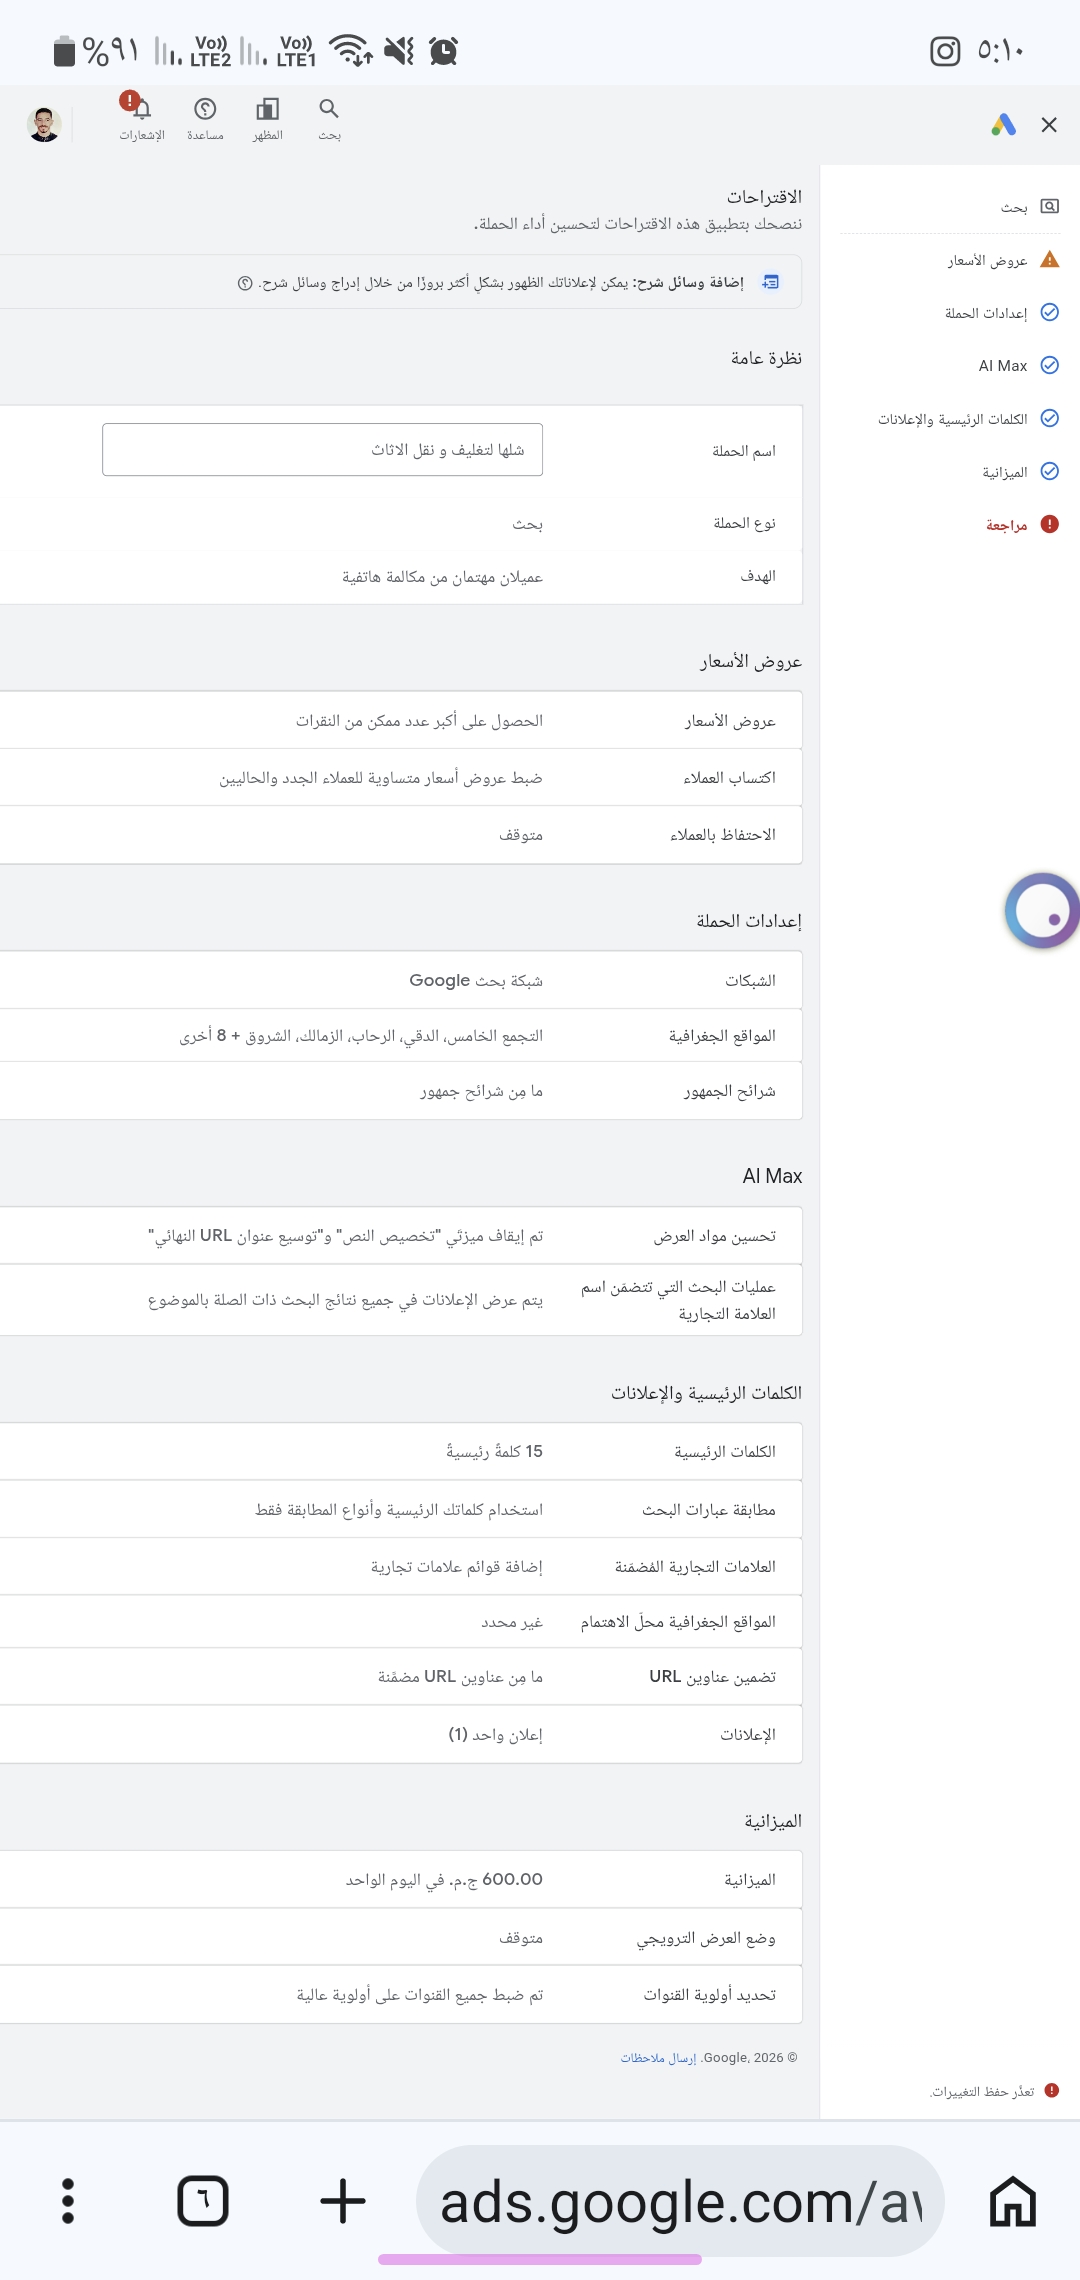 ٥:١٠
Vo)) LTE1
Vo)) LTE2
%٩١
بحث
المظهر
مساعدة
الإشعارات
بحث
عروض الأسعار
إعدادات الحملة
AI Max
الكلمات الرئيسية والإعلانات
الميزانية
مراجعة
الاقتراحات
ننصحك بتطبيق هذه الاقتراحات لتحسين أداء الحملة.
إضافة وسائل شرح: يمكن لإعلاناتك الظهور بشكلٍ أكثر بروزًا من خلال إدراج وسائل شرح.
نظرة عامة
اسم الحملة
شلها لتغليف و نقل الاثاث
نوع الحملة
بحث
الهدف
عميلان مهتمان من مكالمة هاتفية
عروض الأسعار
عروض الأسعار
الحصول على أكبر عدد ممكن من النقرات
اكتساب العملاء
ضبط عروض أسعار متساوية للعملاء الجدد والحاليين
الاحتفاظ بالعملاء
متوقف
إعدادات الحملة
الشبكات
شبكة بحث Google
المواقع الجغرافية
التجمع الخامس، الدقي، الرحاب، الزمالك، الشروق + 8 أخرى
شرائح الجمهور
ما مِن شرائح جمهور
AI Max
تحسين مواد العرض
تم إيقاف ميزتَي "تخصيص النص" و"توسيع عنوان URL النهائي"
عمليات البحث التي تتضمّن اسم
العلامة التجارية
يتم عرض الإعلانات في جميع نتائج البحث ذات الصلة بالموضوع
الكلمات الرئيسية والإعلانات
الكلمات الرئيسية
15 كلمةً رئيسيةً
مطابقة عبارات البحث
استخدام كلماتك الرئيسية وأنواع المطابقة فقط
العلامات التجارية المُضمّنة
إضافة قوائم علامات تجارية
المواقع الجغرافية محلّ الاهتمام
غير محدد
تضمين عناوين URL
ما مِن عناوين URL مضمَّنة
الإعلانات
إعلان واحد (1)
الميزانية
الميزانية
600.00 ج.م. في اليوم الواحد
وضع العرض الترويجي
متوقف
تحديد أولوية القنوات
تم ضبط جميع القنوات على أولوية عالية
© Google, 2026. إرسال ملاحظات
تعذَّر حفظ التغييرات.
ads.google.com/aw
٦